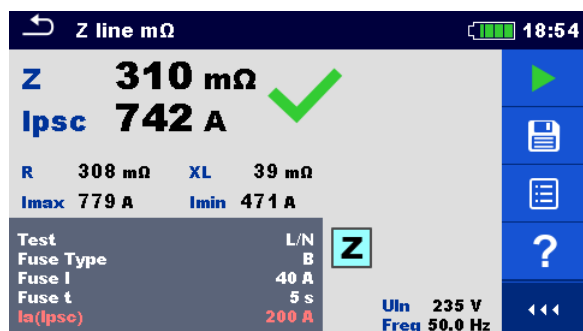 Z line mΩ 18:54
Z 310 mΩ
Ipsc 742 A
R 308 mΩ XL 39 mΩ
Imax 779 A Imin 471 A
Test L/N
Fuse Type B
Z
Fuse I 40 A
Fuse t 5 s
Ia(Ipsc) 200 A
Uln 235 V
Freq 50.0 Hz
?